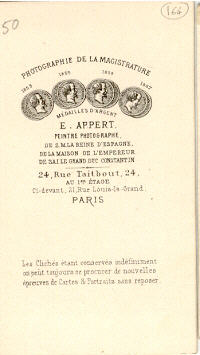 50
164
PHOTOGRAPHIE DE LA MAGISTRATURE
1853 1855 1859 1867
MÉDAILLES D'ARGENT
E. APPERT.
PEINTRE PHOTOGRAPHE,
DE S.M. LA REINE D'ESPAGNE,
DE LA MAISON DE L'EMPEREUR
DE S.A.I. LE GRAND DUC CONSTANTIN
24, Rue Taitbout, 24.
AU 1er ÉTAGE
Ci-devant, 21, Rue Louis-le-Grand.
PARIS
Les Clichés étant conservés indéfiniment
on peut toujours se procurer de nouvelles
épreuves de Cartes & Portraits sans reposer.